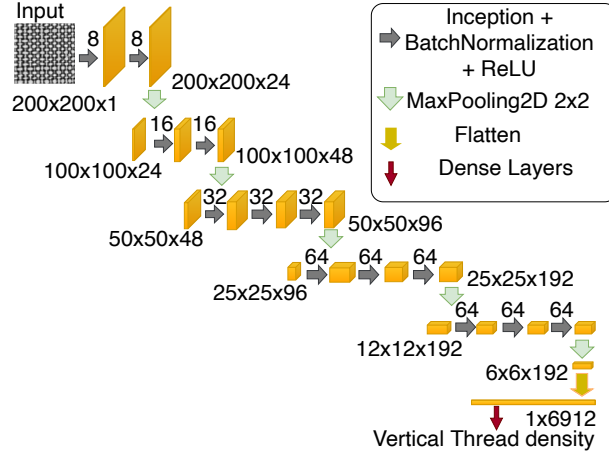 Input
8
8
200x200x1
200x200x24
Inception +
BatchNormalization
+ ReLU
MaxPooling2D 2x2
Flatten
Dense Layers
16
16
100x100x24
100x100x48
32
32
32
50x50x48
50x50x96
64
64
64
25x25x96
25x25x192
64
64
64
12x12x192
6x6x192
1x6912
Vertical Thread density